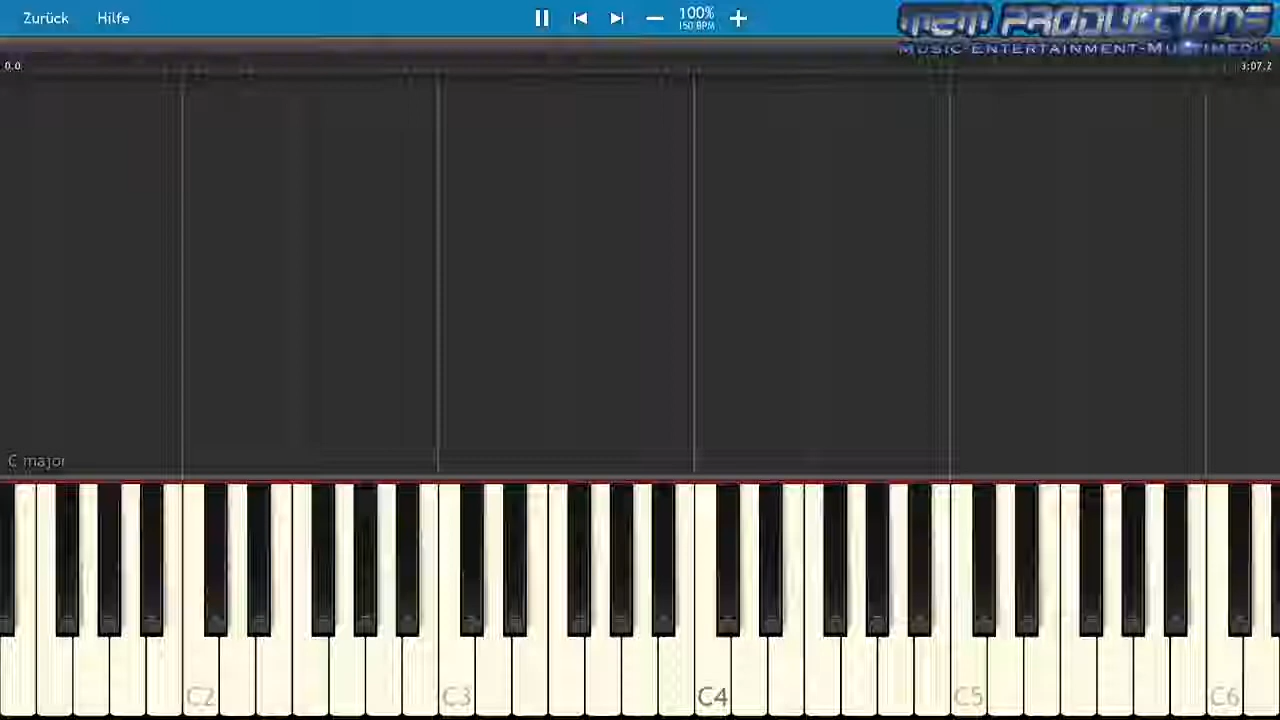 Zurück Hilfe
100%
150 BPM
MEM PRODUCTIONS
MUSIC-ENTERTAINMENT-MULTIMEDIA
0.0
3:07.2
C major
C2 C3 C4 C5 C6